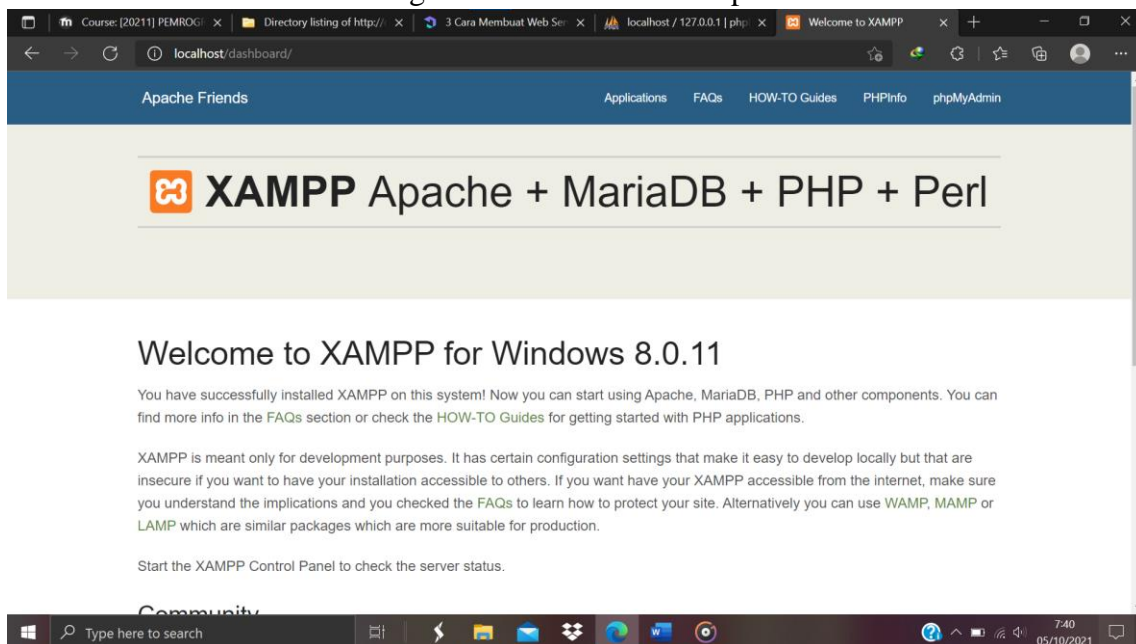 Course: [20211] PEMROG
Directory listing of http://
3 Cara Membuat Web Ser
localhost / 127.0.0.1 | php
Welcome to XAMPP
localhost/dashboard/
Apache Friends
Applications FAQs HOW-TO Guides PHPInfo phpMyAdmin
XAMPP Apache + MariaDB + PHP + Perl
Welcome to XAMPP for Windows 8.0.11
You have successfully installed XAMPP on this system! Now you can start using Apache, MariaDB, PHP and other components. You can
find more info in the FAQs section or check the HOW-TO Guides for getting started with PHP applications.
XAMPP is meant only for development purposes. It has certain configuration settings that make it easy to develop locally but that are
insecure if you want to have your installation accessible to others. If you want have your XAMPP accessible from the internet, make sure
you understand the implications and you checked the FAQs to learn how to protect your site. Alternatively you can use WAMP, MAMP or
LAMP which are similar packages which are more suitable for production.
Start the XAMPP Control Panel to check the server status.
Community
Type here to search
7:40
05/10/2021